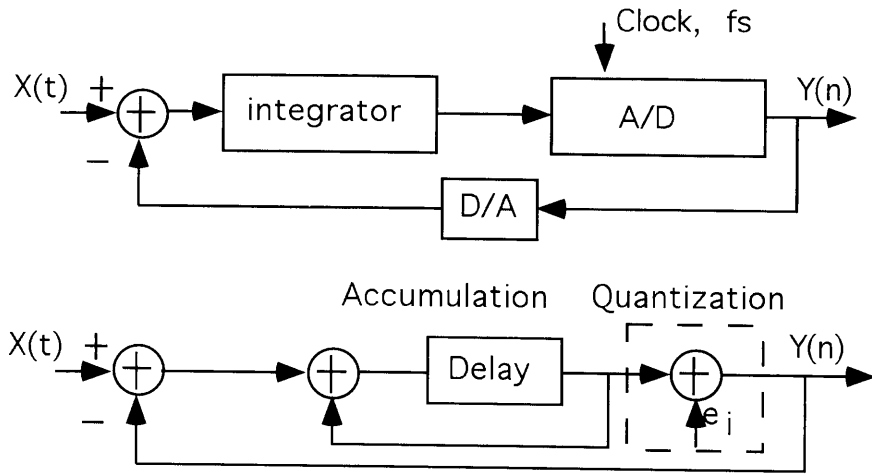 Clock, fs
X(t) + integrator A/D Y(n)
−
D/A
Accumulation Quantization
X(t) + Delay Y(n)
− e i